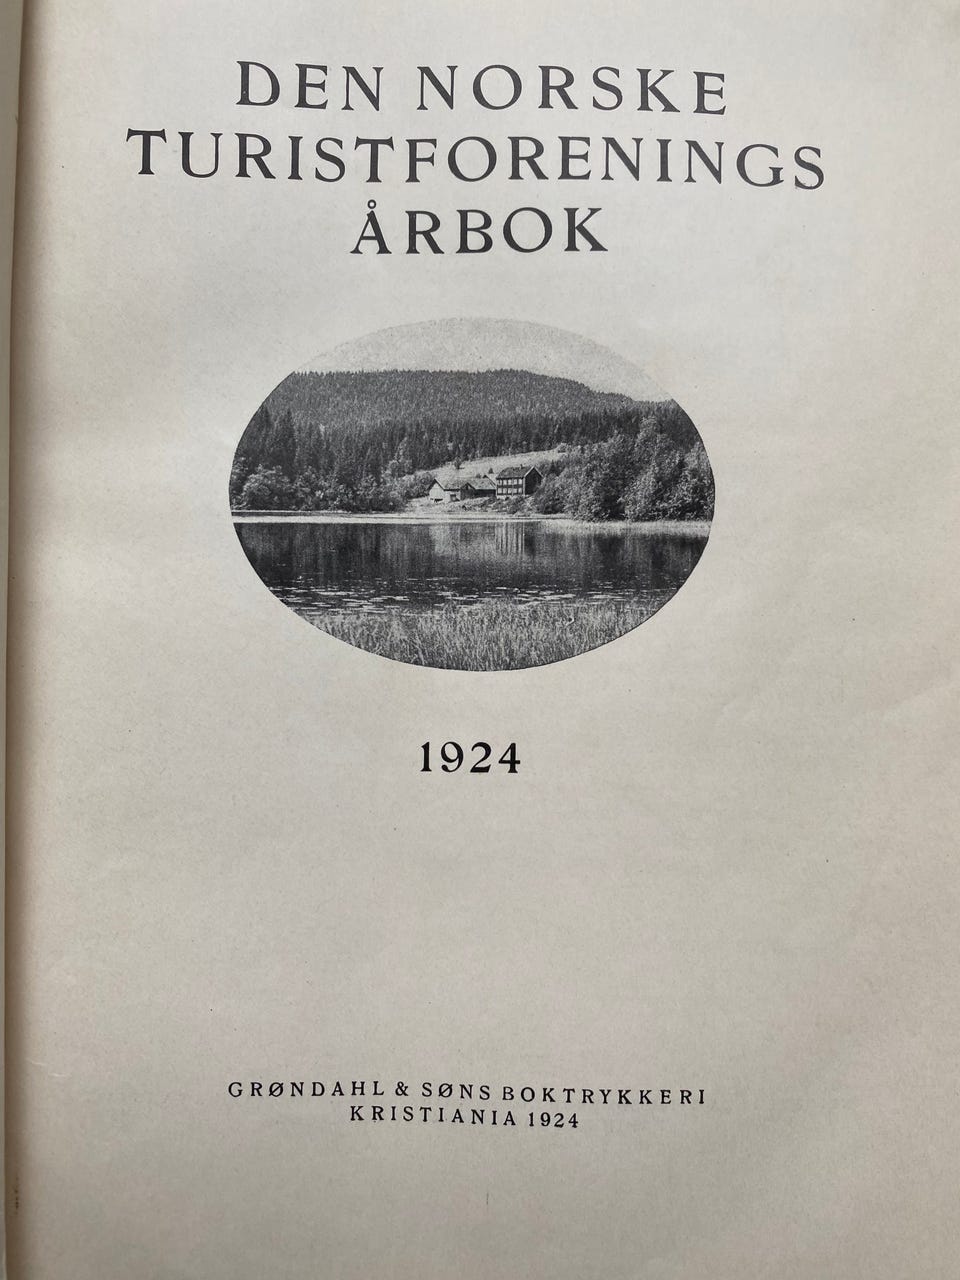 DEN NORSKE
TURISTFORENINGS
ÅRBOK
1924
GRØNDAHL & SØNS BOKTRYKKERI
KRISTIANIA 1924